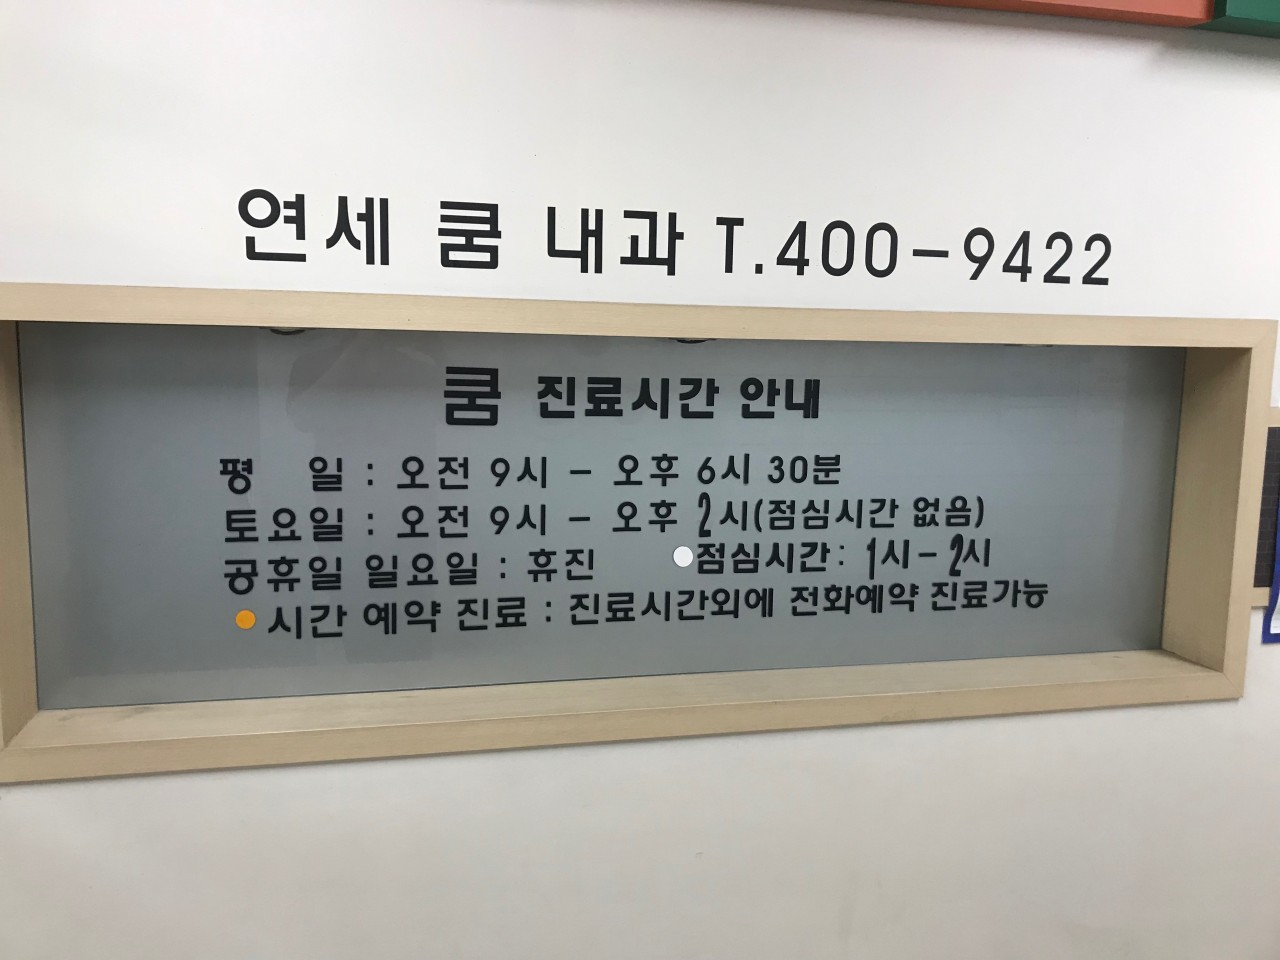 연세 쿰 내과 T.400-9422
쿰 진료시간 안내
평 일 : 오전 9시 - 오후 6시 30분
토요일 : 오전 9시 - 오후 2시(점심시간 없음)
공휴일 일요일 : 휴진 점심시간: 1시-2시
시간 예약 진료 : 진료시간외에 전화예약 진료가능